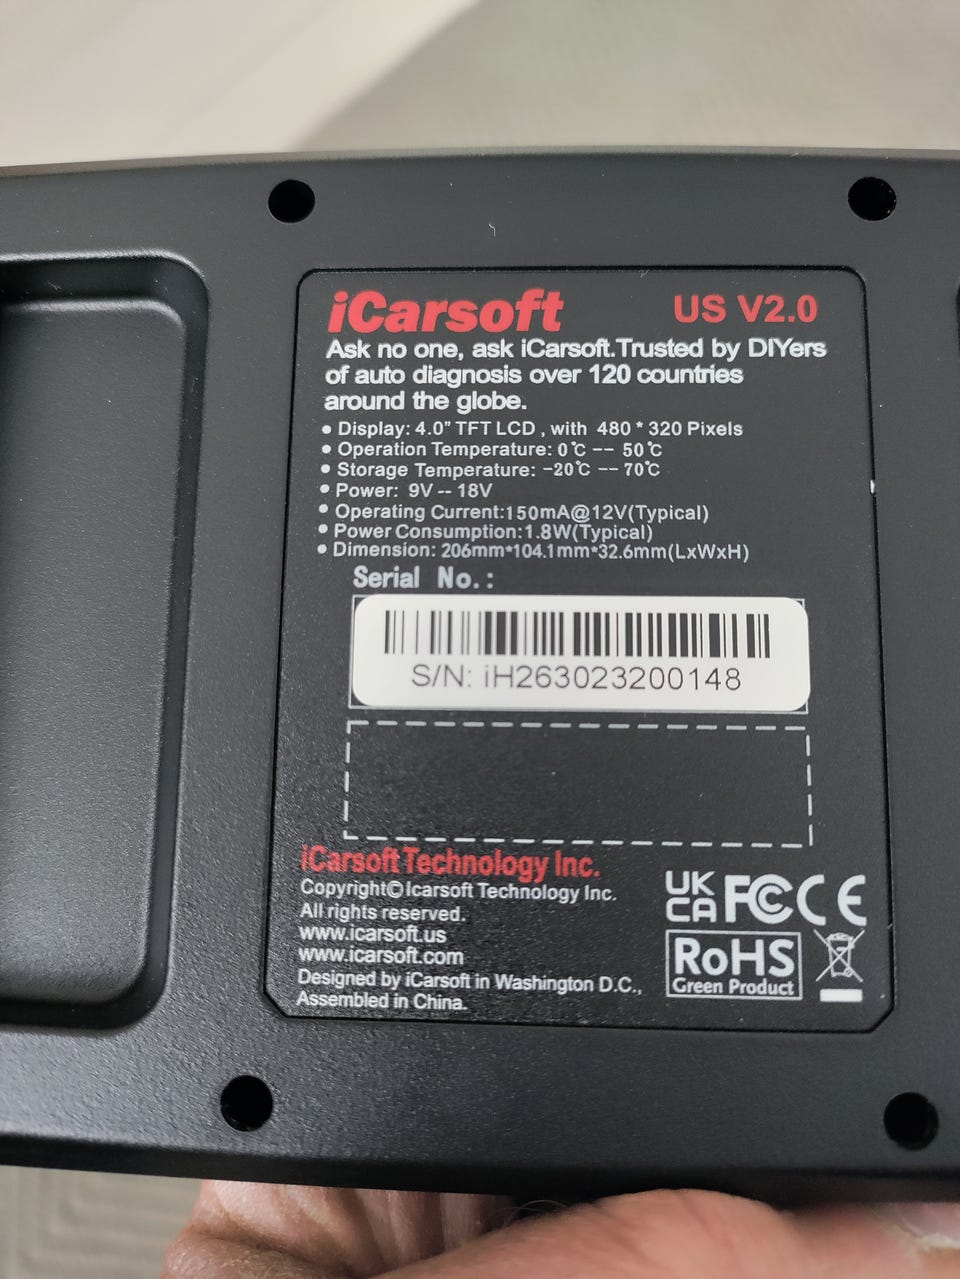 iCarsoft US V2.0
Ask no one, ask iCarsoft.Trusted by DIYers
of auto diagnosis over 120 countries
around the globe.
• Display: 4.0" TFT LCD , with 480 * 320 Pixels
• Operation Temperature: 0℃ -- 50℃
• Storage Temperature: -20℃ -- 70℃
• Power: 9V -- 18V
• Operating Current:150mA@12V(Typical)
• Power Consumption:1.8W(Typical)
• Dimension: 206mm*104.1mm*32.6mm(LxWxH)
Serial No.:
S/N: iH263023200148
iCarsoft Technology Inc.
Copyright© Icarsoft Technology Inc.
All rights reserved.
www.icarsoft.us
www.icarsoft.com
Designed by iCarsoft in Washington D.C.,
Assembled in China.
UK
CA FCC CE
RoHS
Green Product